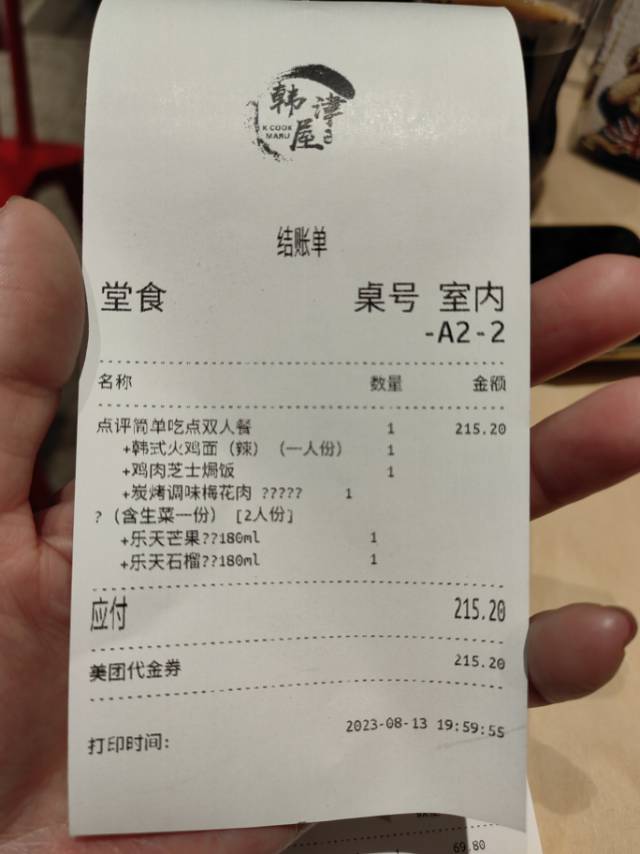 韩津
K COOK
MARU
屋
结账单
堂食 桌号 室内
-A2-2
名称 数量 金额
点评简单吃点双人餐 1 215.20
+韩式火鸡面（辣）（一人份） 1
+鸡肉芝士焗饭 1
+炭烤调味梅花肉 ????? 1
?（含生菜一份）[2人份]
+乐天芒果??180ml 1
+乐天石榴??180ml 1
应付 215.20
美团代金券 215.20
打印时间: 2023-08-13 19:59:55
69.80